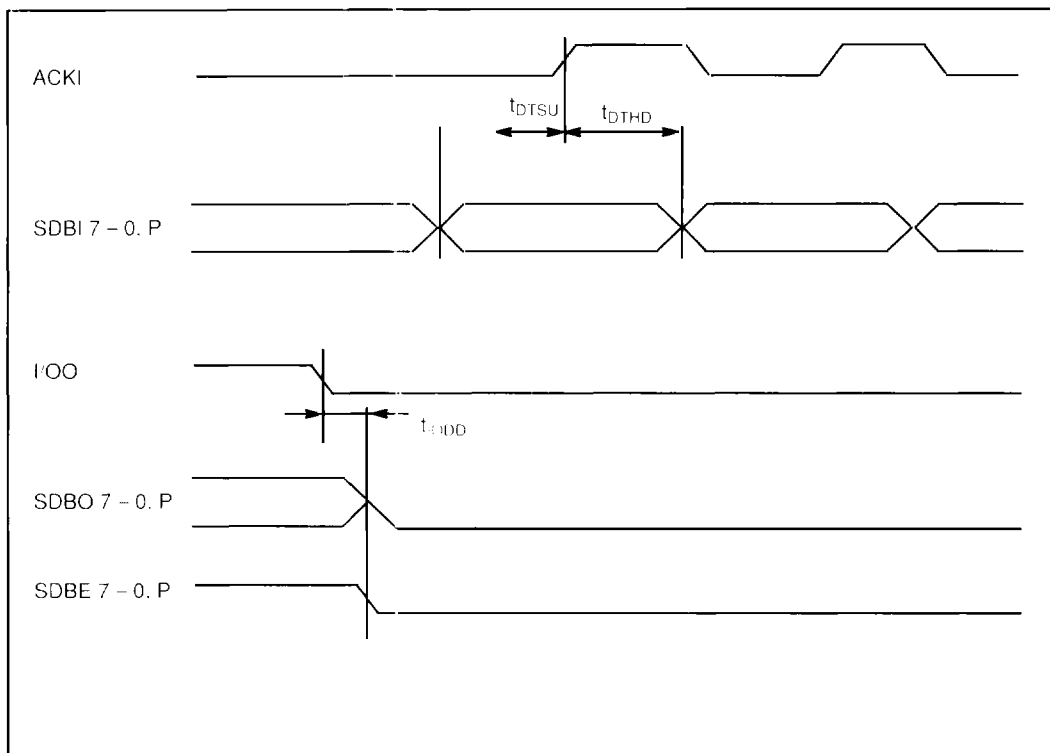 ACKI
tDTSU
tDTHD
SDBI 7 – 0. P
I/OO
SDBO 7 – 0. P
SDBE 7 – 0. P